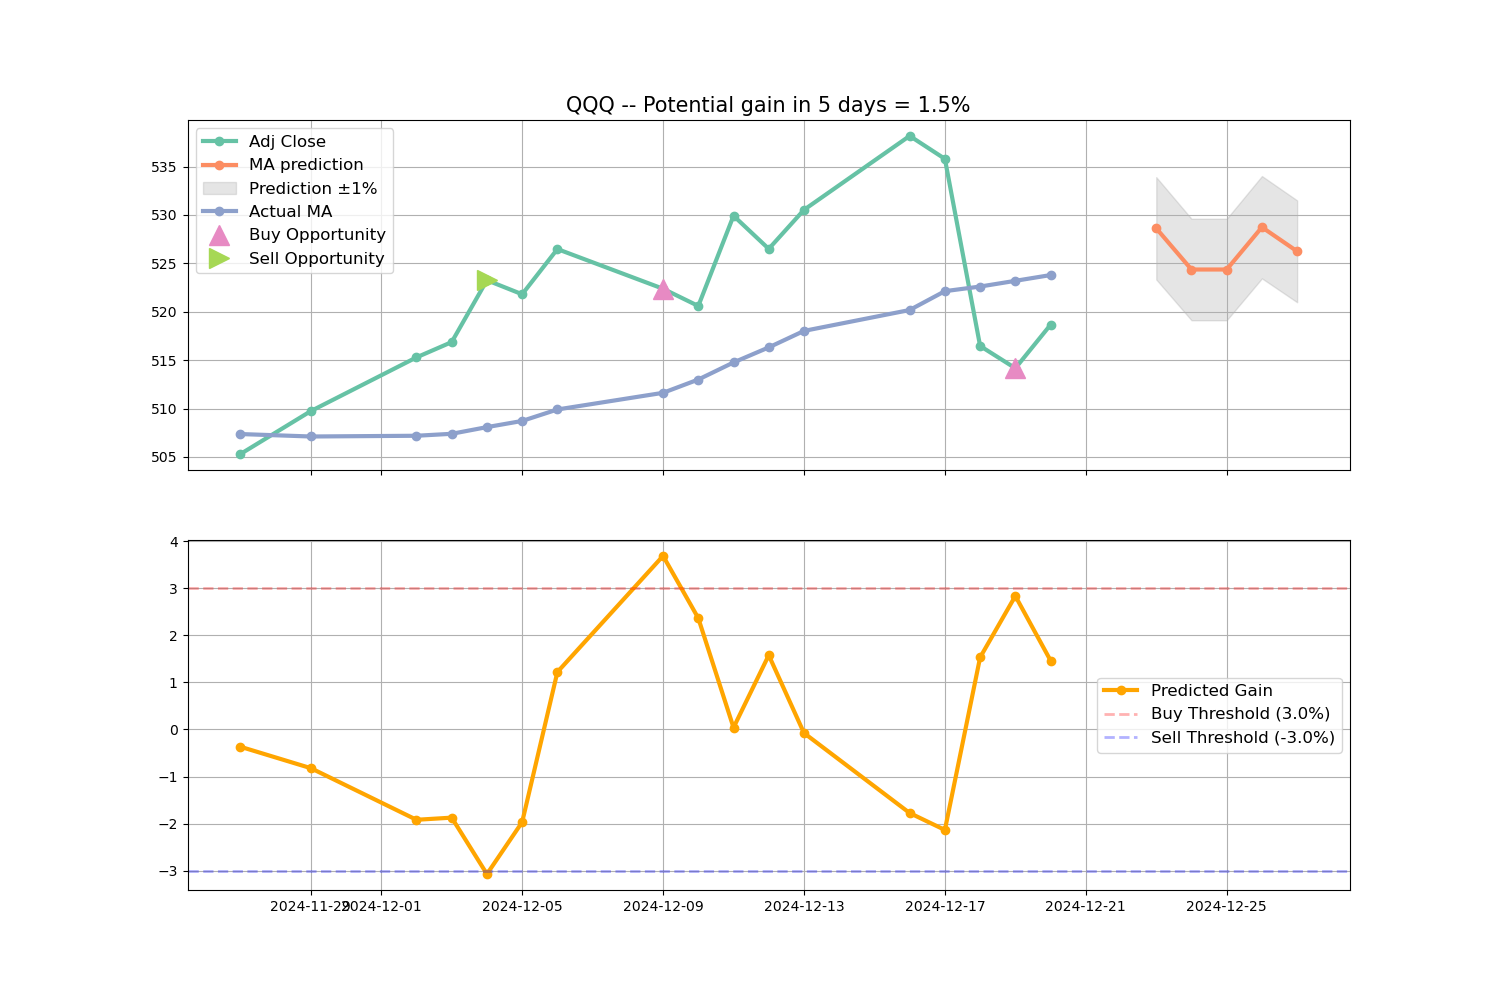 QQQ -- Potential gain in 5 days = 1.5%
Adj Close
MA prediction
Prediction ±1%
Actual MA
Buy Opportunity
Sell Opportunity
535
530
525
520
515
510
505
4
3
2
1
0
−1
−2
−3
Predicted Gain
Buy Threshold (3.0%)
Sell Threshold (-3.0%)
2024-11-29 2024-12-01 2024-12-05 2024-12-09 2024-12-13 2024-12-17 2024-12-21 2024-12-25